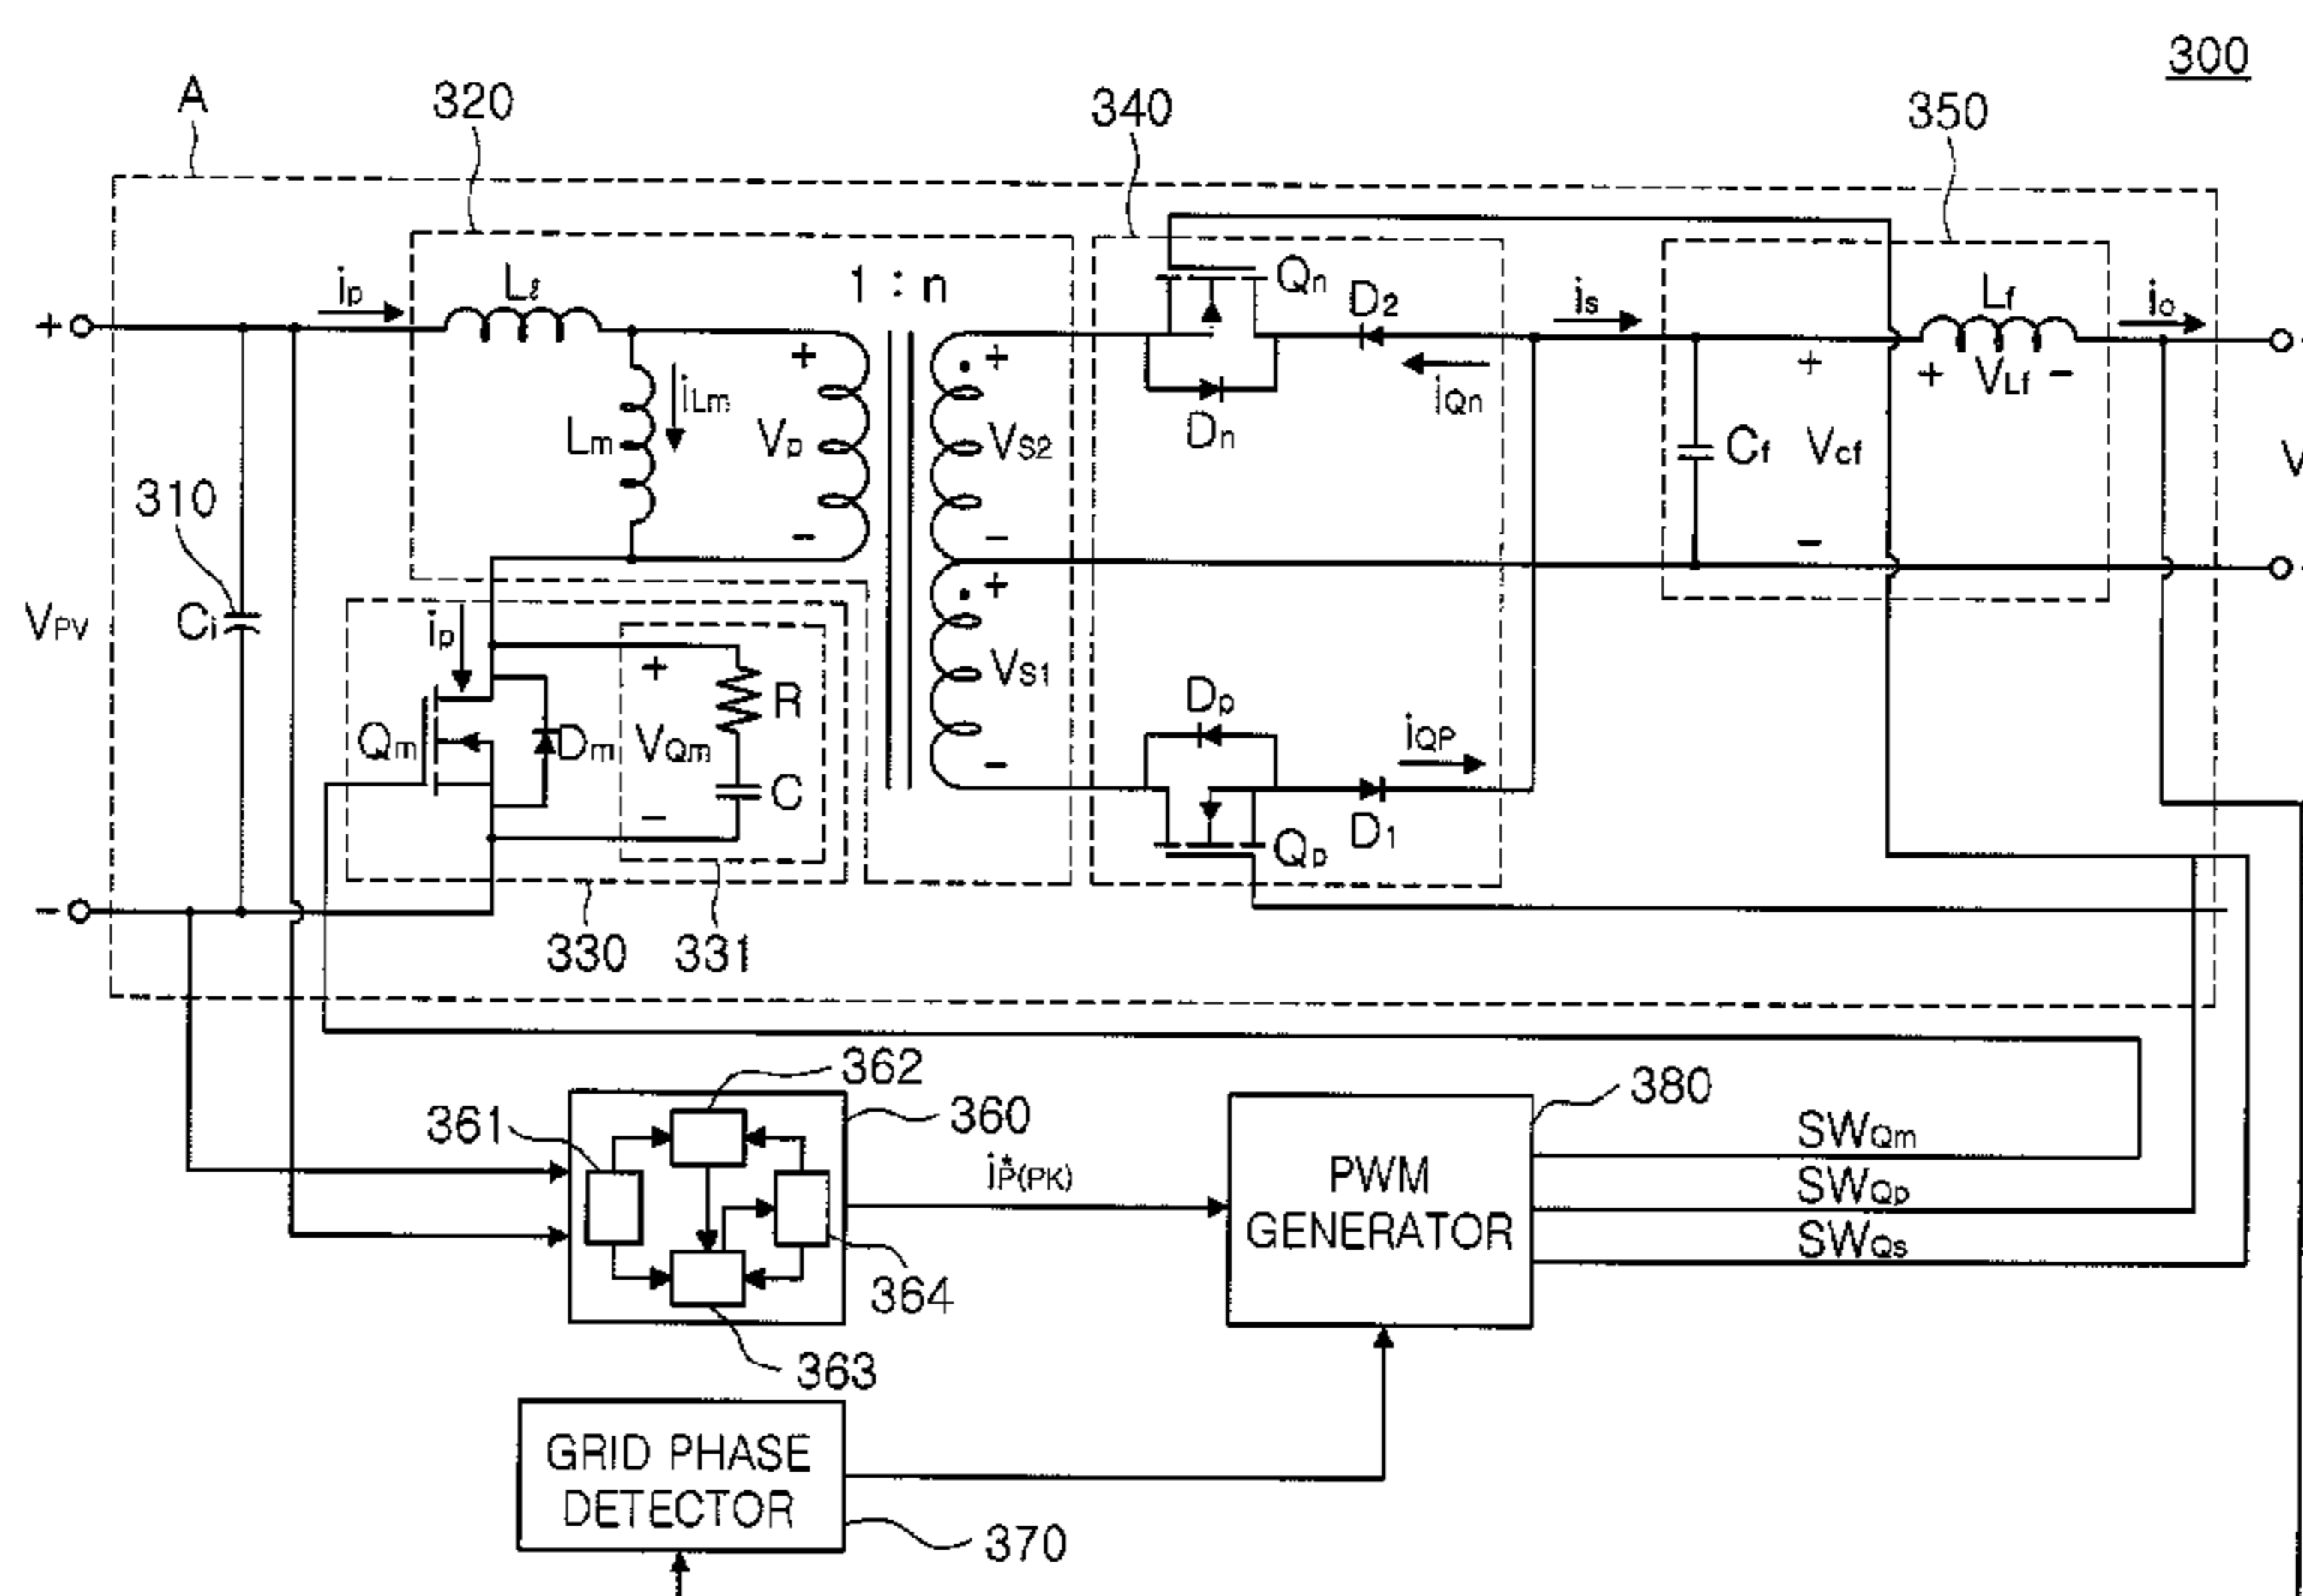 300
A
320
340
350
ip
Lℓ
1 : n
Qn
D2
is
Lf
io
+
+
+
+
+ VLf −
iLm
iQn
Dn
Lm
Vp
VS2
Cf
Vcf
310
−
−
−
+
Ci
VPV
ip
+
VS1
Dp
R
Qm
Dm
VQm
iQP
C
−
−
D1
Qp
−
330
331
362
380
361
360
SWQm
i*P(PK)
PWM
GENERATOR
SWQp
SWQs
364
363
GRID PHASE
DETECTOR
370